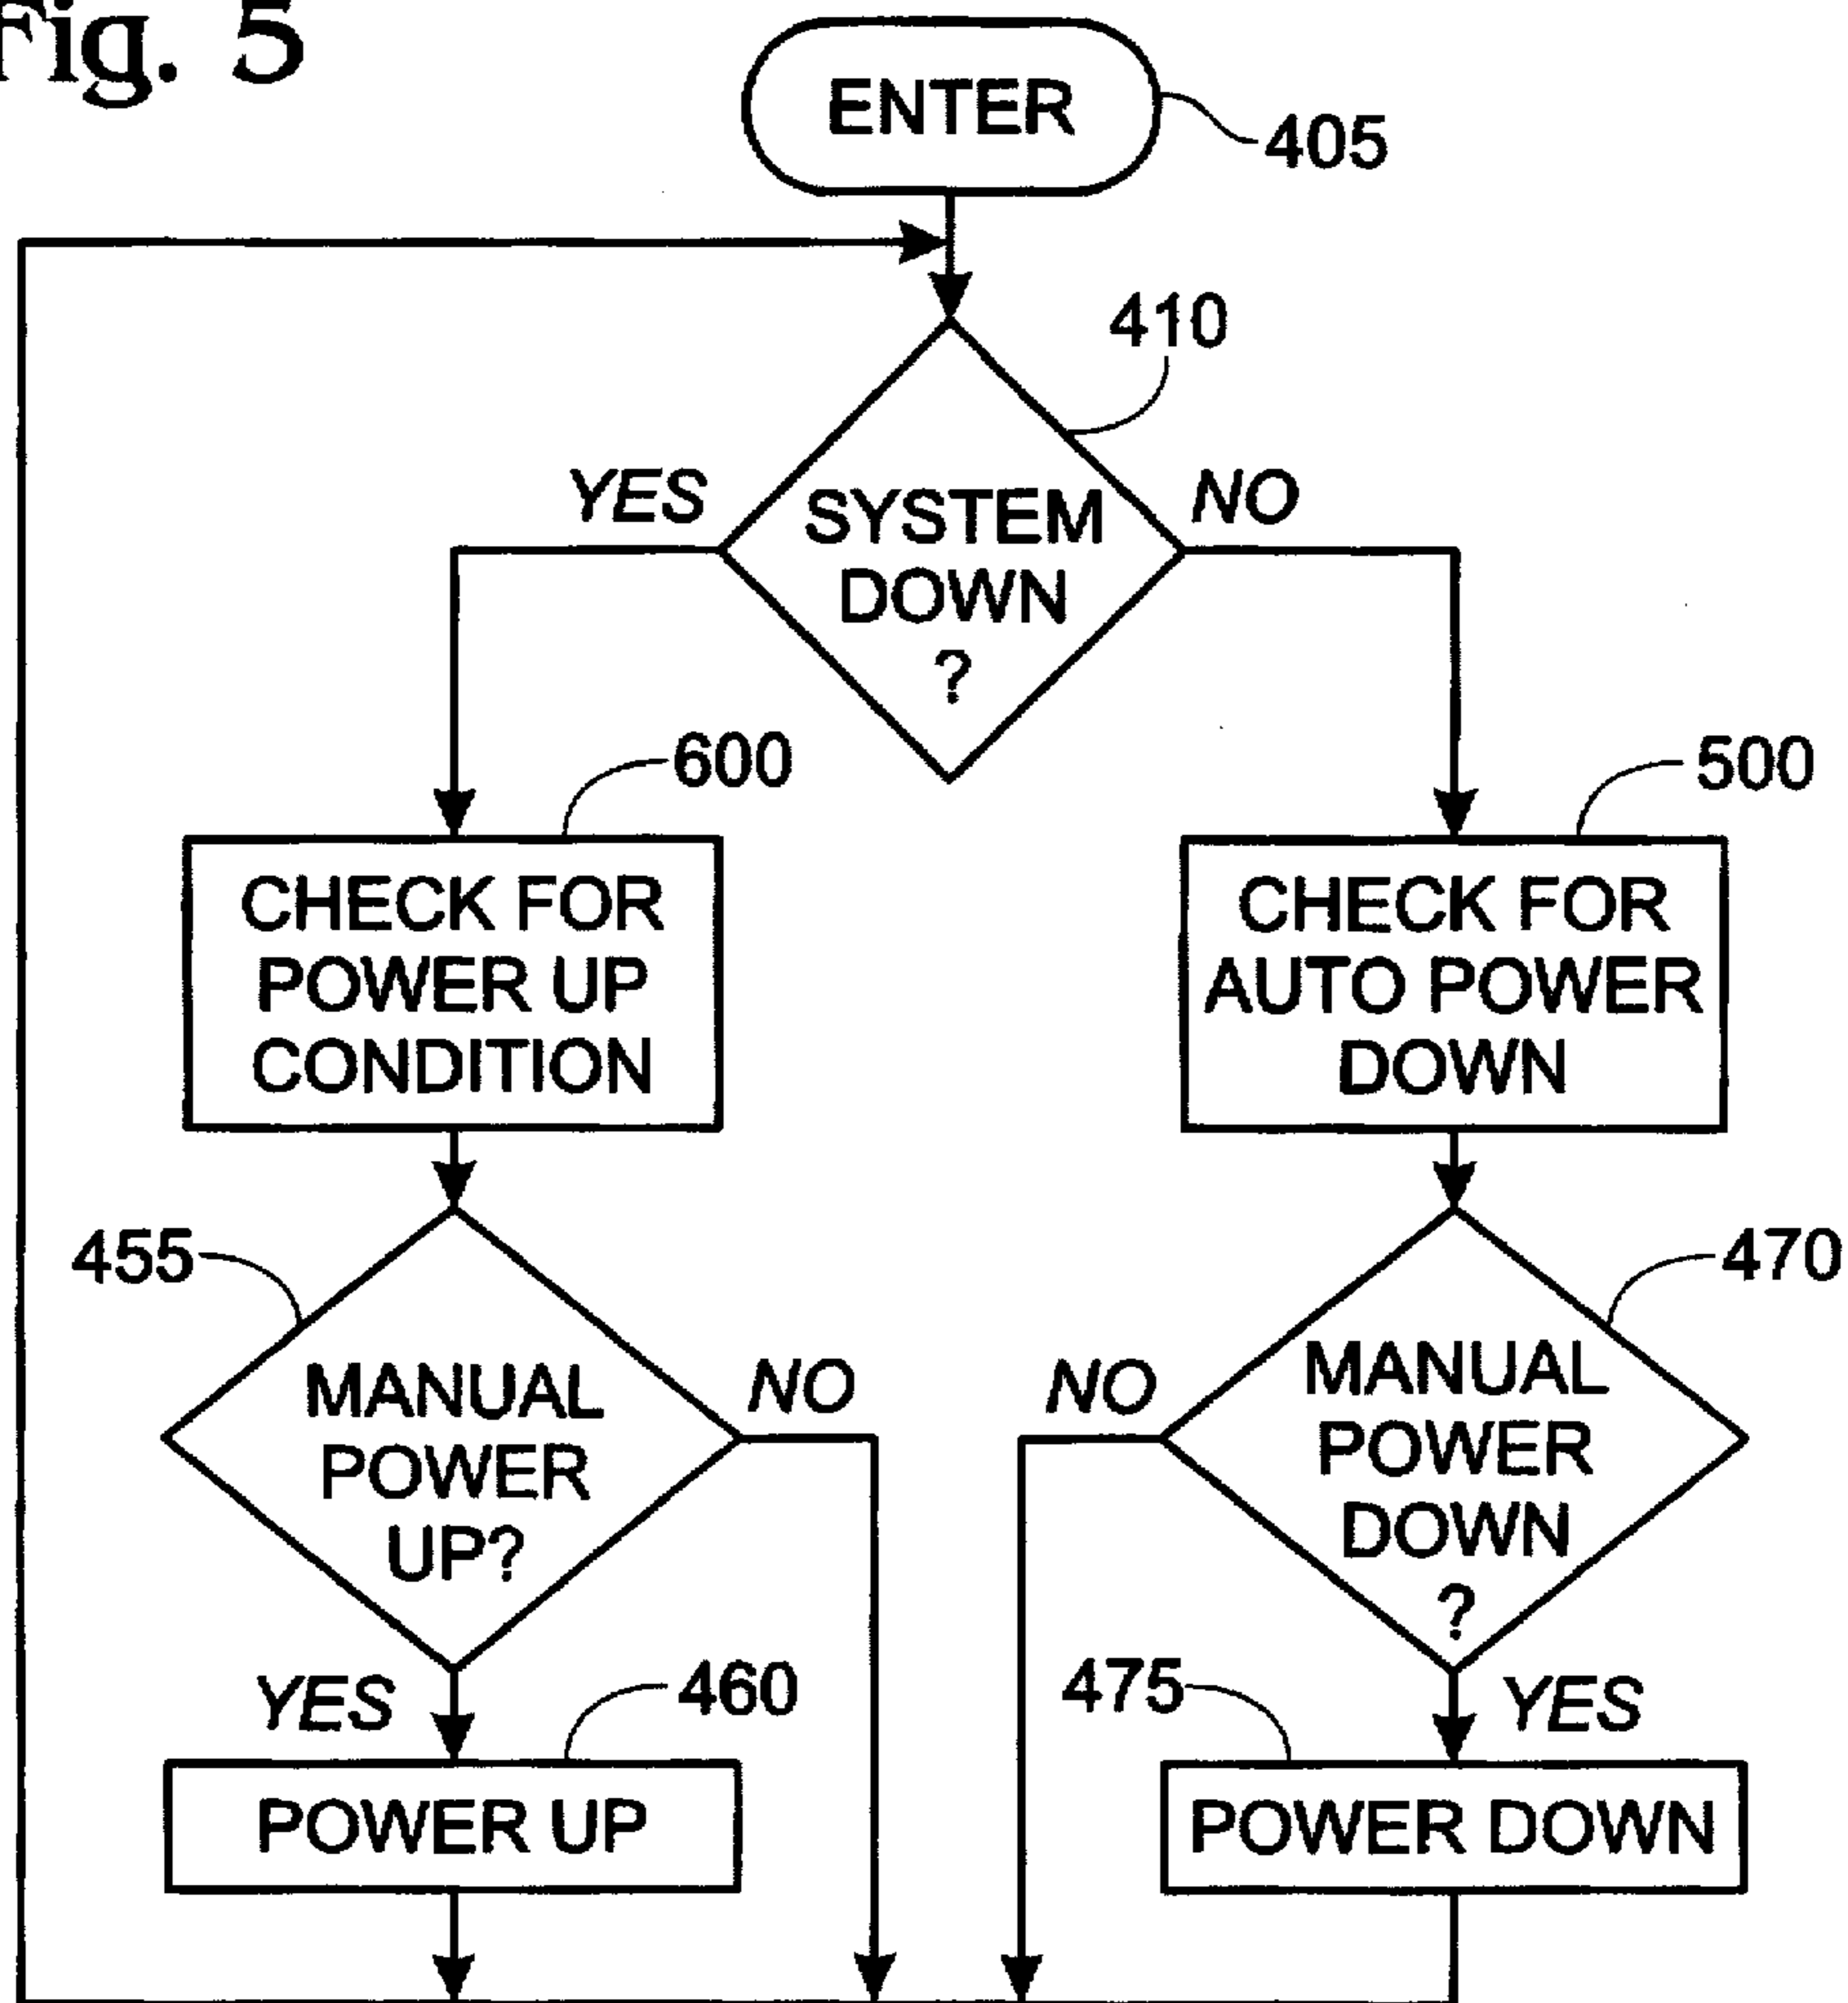 Fig. 5
ENTER
405
410
YES
SYSTEM
DOWN
?
NO
600
500
CHECK FOR
POWER UP
CONDITION
CHECK FOR
AUTO POWER
DOWN
455
470
MANUAL
POWER
UP?
NO
NO
MANUAL
POWER
DOWN
?
YES
460
475
YES
POWER UP
POWER DOWN